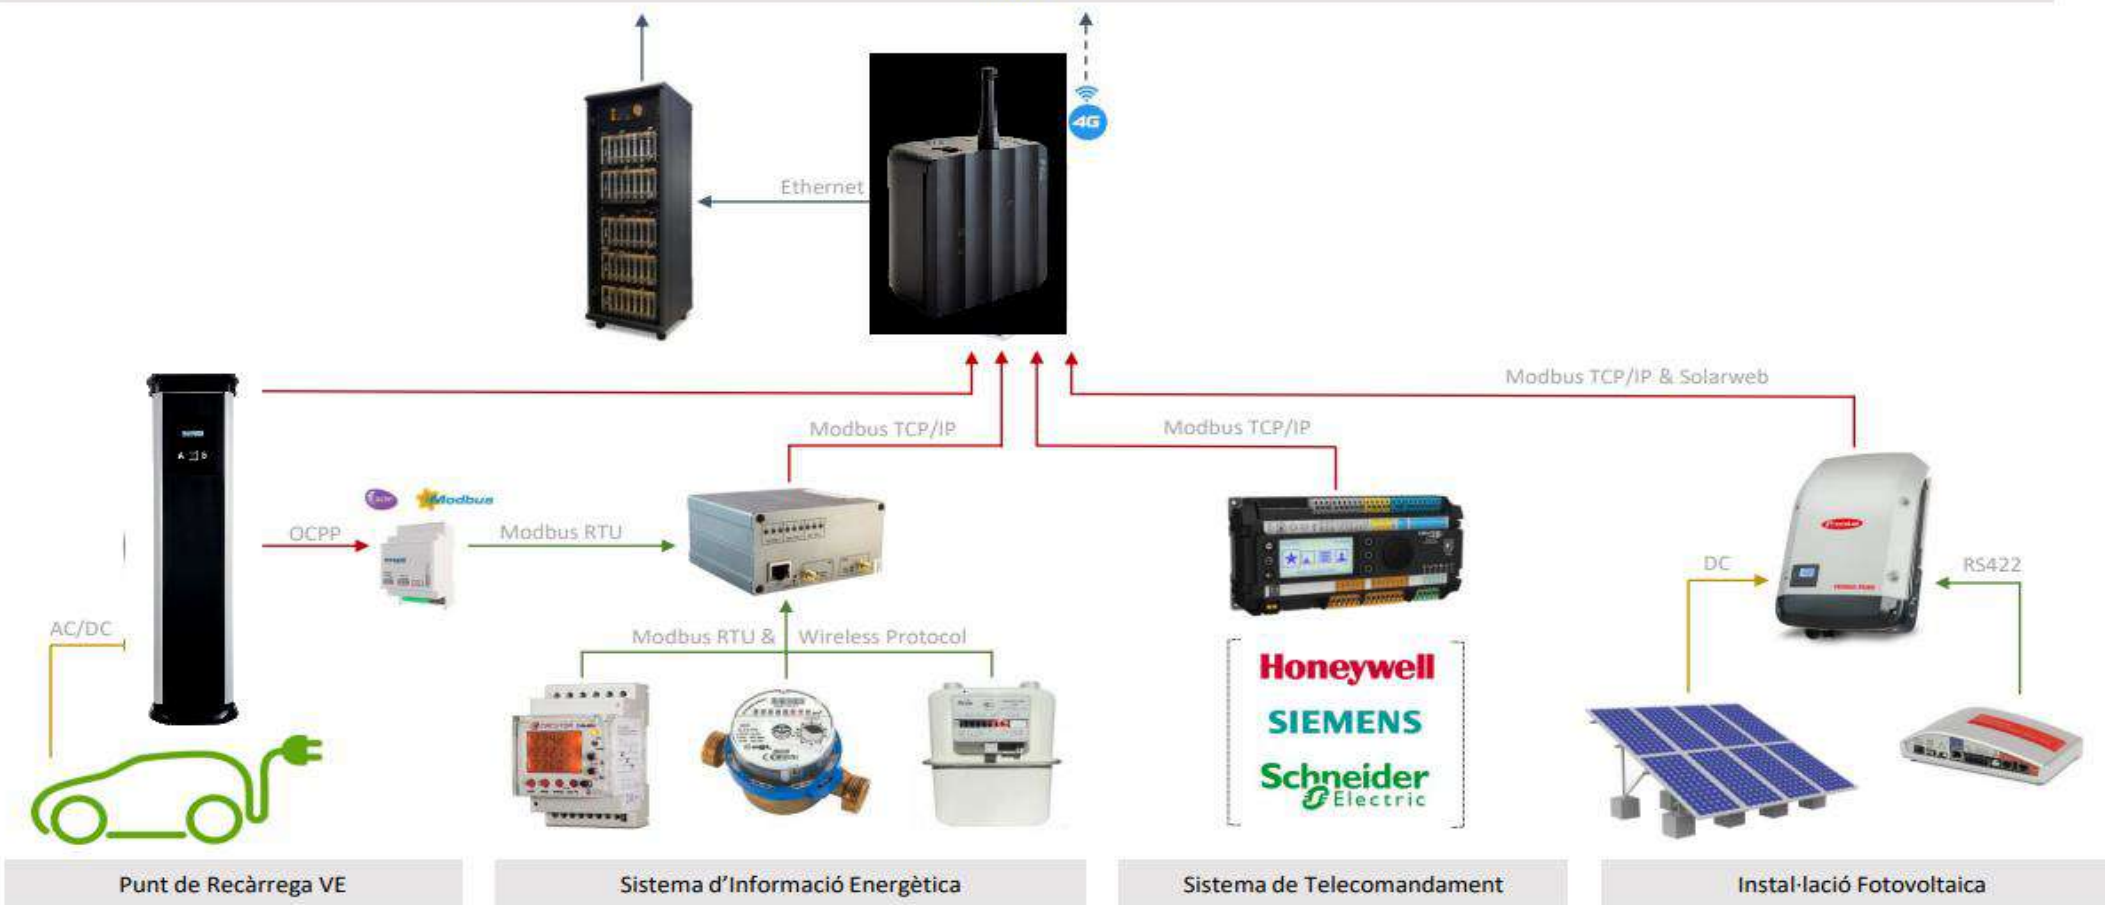 4G
Ethernet
Modbus TCP/IP & Solarweb
Modbus TCP/IP
Modbus TCP/IP
Modbus
OCPP
Modbus RTU
DC
RS422
AC/DC
Modbus RTU &
Wireless Protocol
Honeywell
SIEMENS
Schneider
Electric
Punt de Recàrrega VE
Sistema d'Informació Energètica
Sistema de Telecomandament
Instal·lació Fotovoltaica